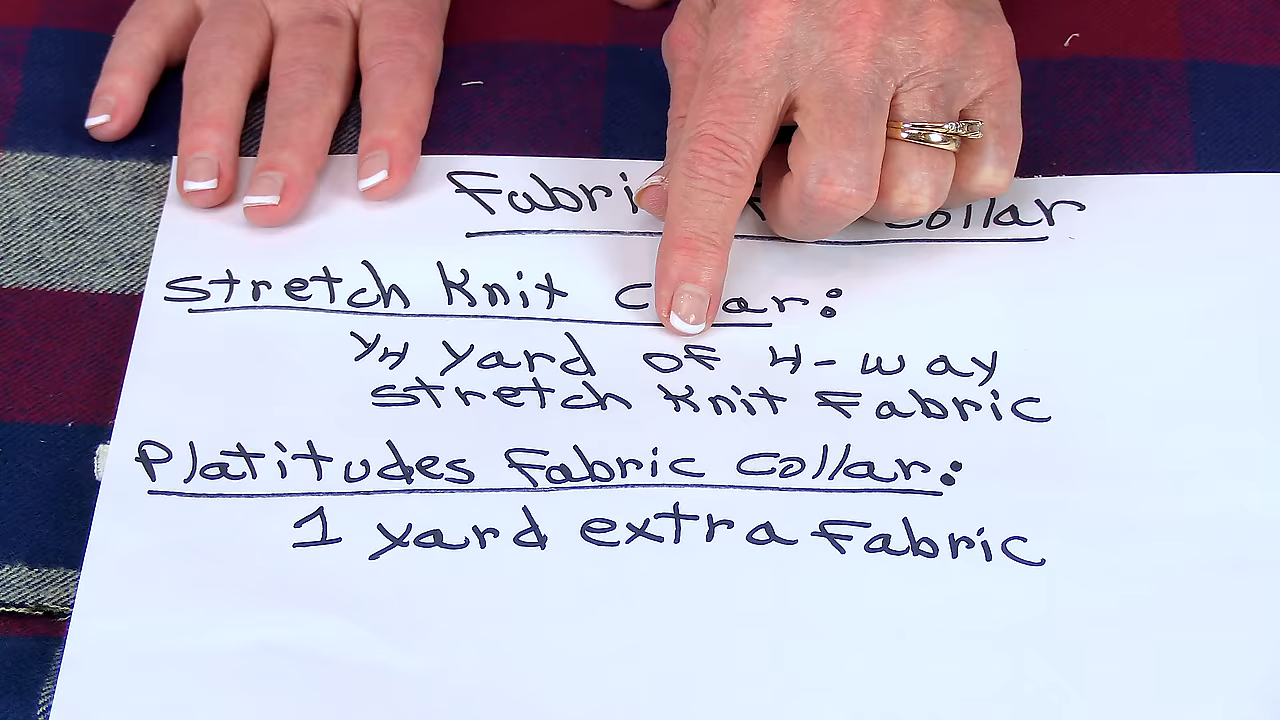 Fabri collar
Stretch Knit c ar:
1/4 yard of 4-way
stretch Knit Fabric
Platitudes Fabric Collar:
1 yard extra Fabric